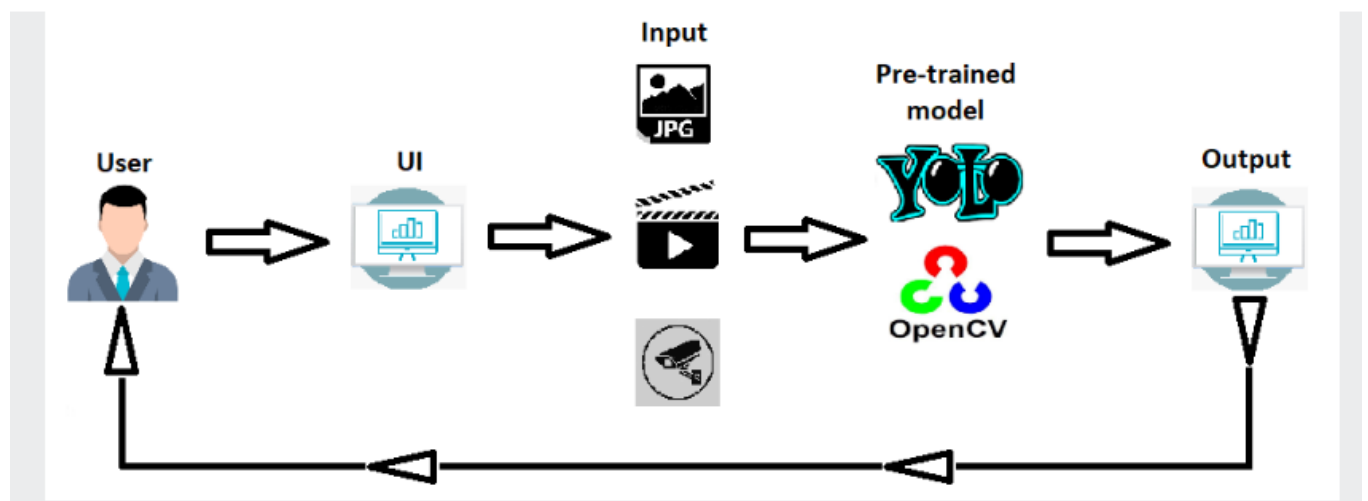 User
UI
Input
JPG
Pre-trained
model
YOLO
OpenCV
Output